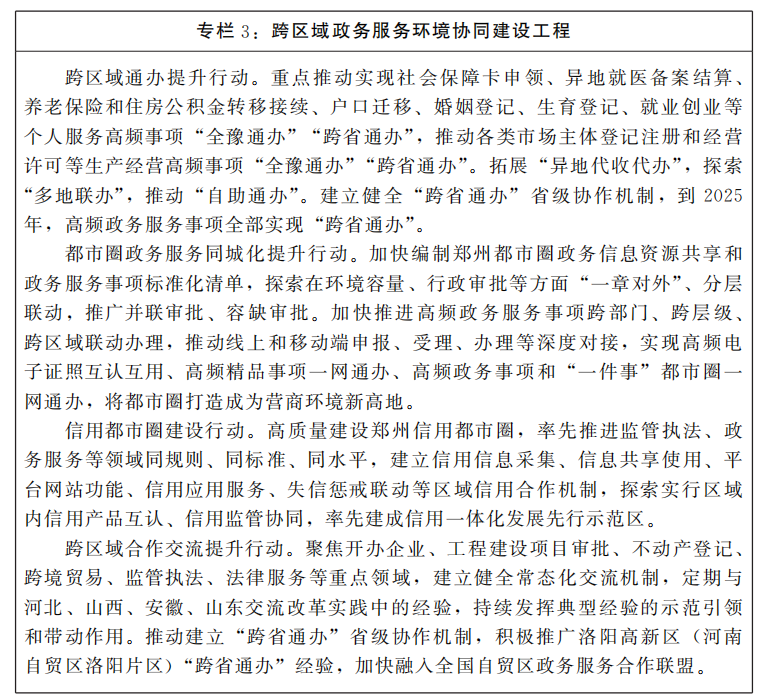 专栏 3：跨区域政务服务环境协同建设工程
跨区域通办提升行动。重点推动实现社会保障卡申领、异地就医备案结算、
养老保险和住房公积金转移接续、户口迁移、婚姻登记、生育登记、就业创业等
个人服务高频事项“全豫通办”“跨省通办”，推动各类市场主体登记注册和经营
许可等生产经营高频事项“全豫通办”“跨省通办”。拓展“异地代收代办”，探索
“多地联办”，推动“自助通办”。建立健全“跨省通办”省级协作机制，到 2025
年，高频政务服务事项全部实现“跨省通办”。
都市圈政务服务同城化提升行动。加快编制郑州都市圈政务信息资源共享和
政务服务事项标准化清单，探索在环境容量、行政审批等方面“一章对外”、分层
联动，推广并联审批、容缺审批。加快推进高频政务服务事项跨部门、跨层级、
跨区域联动办理，推动线上和移动端申报、受理、办理等深度对接，实现高频电
子证照互认互用、高频精品事项一网通办、高频政务事项和“一件事”都市圈一
网通办，将都市圈打造成为营商环境新高地。
信用都市圈建设行动。高质量建设郑州信用都市圈，率先推进监管执法、政
务服务等领域同规则、同标准、同水平，建立信用信息采集、信息共享使用、平
台网站功能、信用应用服务、失信惩戒联动等区域信用合作机制，探索实行区域
内信用产品互认、信用监管协同，率先建成信用一体化发展先行示范区。
跨区域合作交流提升行动。聚焦开办企业、工程建设项目审批、不动产登记、
跨境贸易、监管执法、法律服务等重点领域，建立健全常态化交流机制，定期与
河北、山西、安徽、山东交流改革实践中的经验，持续发挥典型经验的示范引领
和带动作用。推动建立“跨省通办”省级协作机制，积极推广洛阳高新区（河南
自贸区洛阳片区）“跨省通办”经验，加快融入全国自贸区政务服务合作联盟。